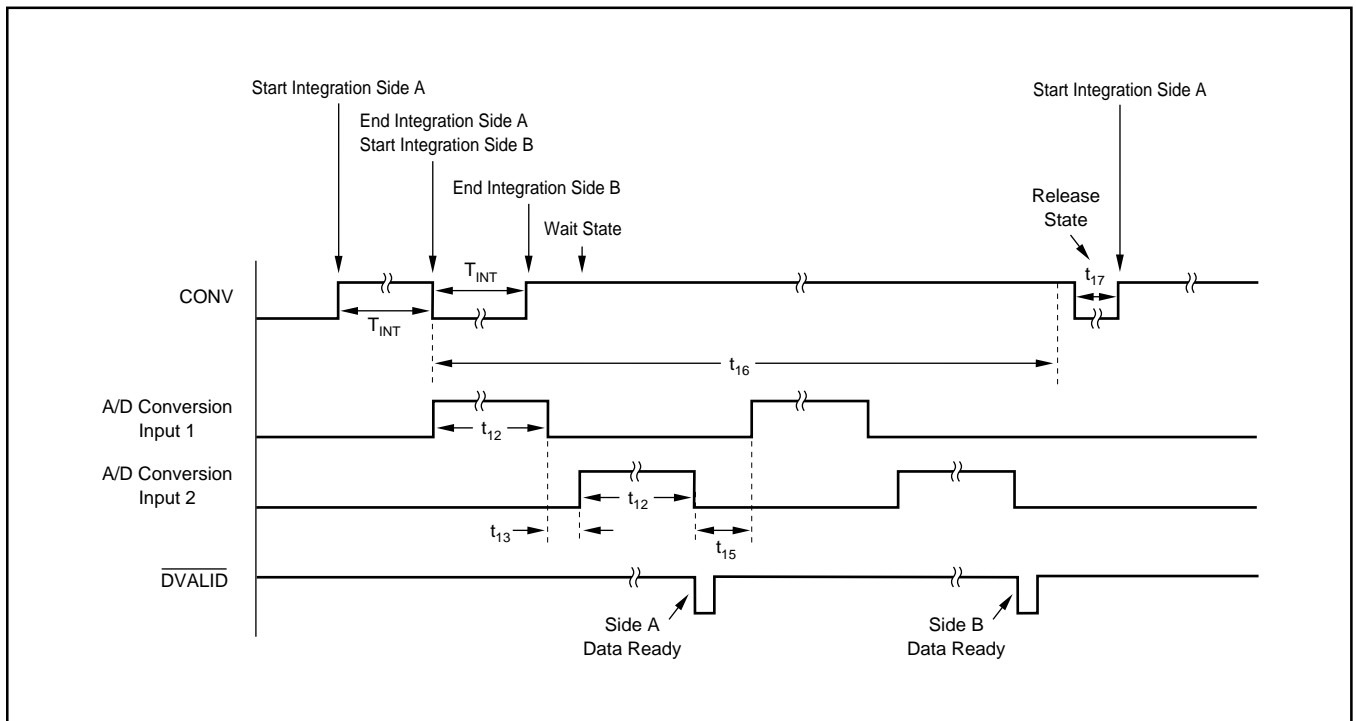 Start Integration Side A
Start Integration Side A
End Integration Side A
Start Integration Side B
End Integration Side B
Release
State
Wait State
CONV
T_INT
T_INT
t_17
t_16
A/D Conversion
Input 1
t_12
A/D Conversion
Input 2
t_12
t_13
t_15
DVALID
Side A
Data Ready
Side B
Data Ready